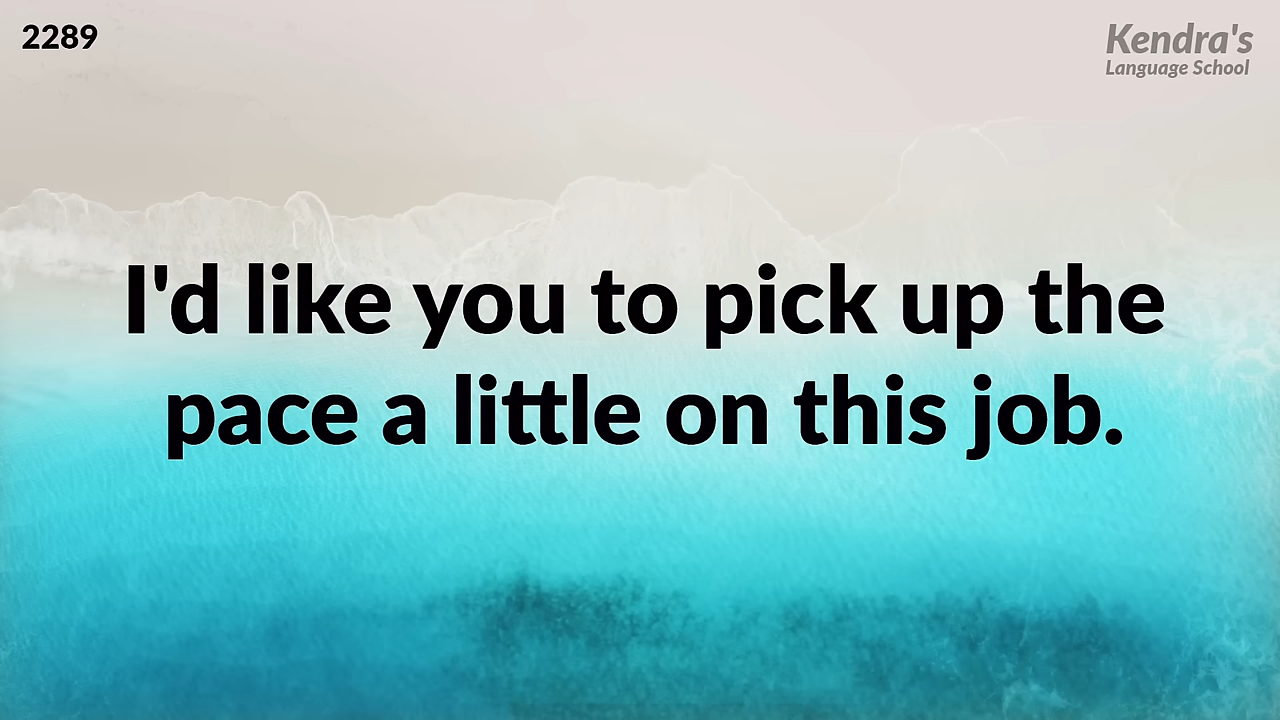 2289
Kendra's
Language School
I'd like you to pick up the
pace a little on this job.